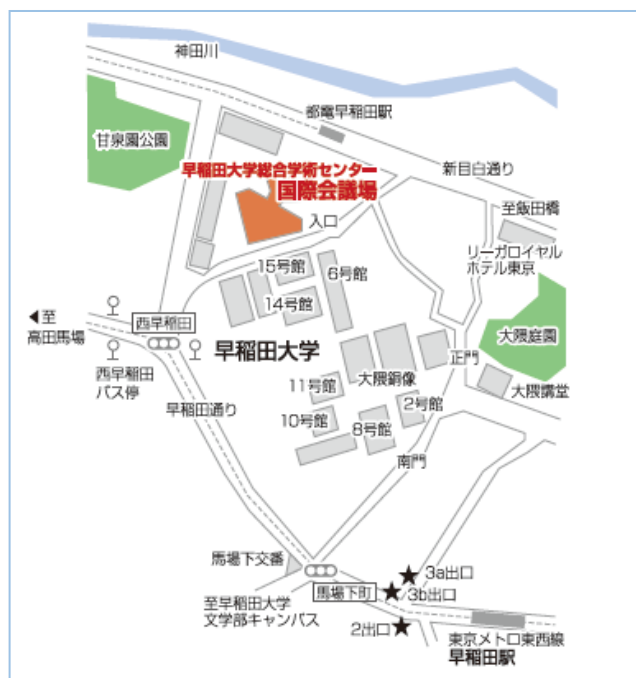 神田川
都電早稲田駅
甘泉園公園
新目白通り
早稲田大学総合学術センター
国際会議場
至飯田橋
入口
リーガロイヤル
ホテル東京
15号館
6号館
14号館
◀至
高田馬場
西早稲田
早稲田大学
大隈庭園
正門
西早稲田
バス停
大隈銅像
11号館
大隈講堂
早稲田通り
2号館
10号館
8号館
南門
馬場下交番
3a出口
馬場下町
3b出口
至早稲田大学
文学部キャンパス
2出口
東京メトロ東西線
早稲田駅